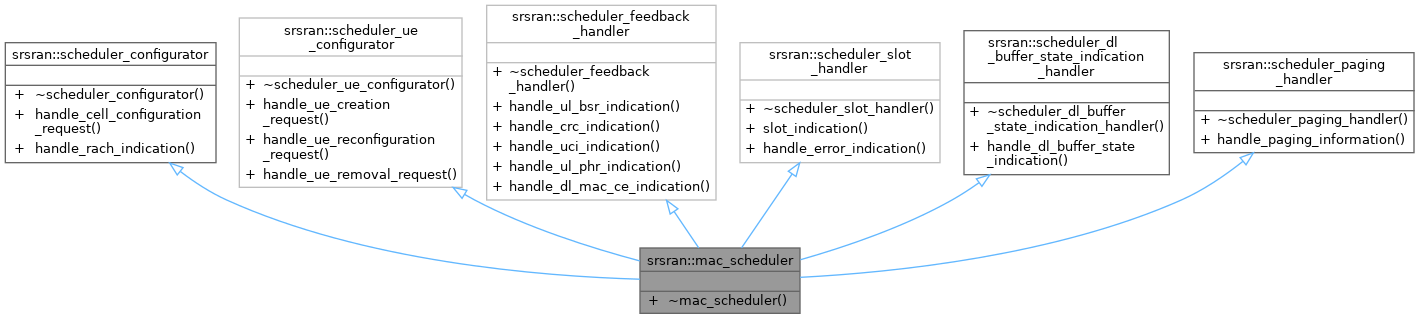 srsran::scheduler_configurator
+ ~scheduler_configurator()
+ handle_cell_configuration
_request()
+ handle_rach_indication()
srsran::scheduler_ue
_configurator
+ ~scheduler_ue_configurator()
+ handle_ue_creation
_request()
+ handle_ue_reconfiguration
_request()
+ handle_ue_removal_request()
srsran::scheduler_feedback
_handler
+ ~scheduler_feedback
_handler()
+ handle_ul_bsr_indication()
+ handle_crc_indication()
+ handle_uci_indication()
+ handle_ul_phr_indication()
+ handle_dl_mac_ce_indication()
srsran::scheduler_slot
_handler
+ ~scheduler_slot_handler()
+ slot_indication()
+ handle_error_indication()
srsran::scheduler_dl
_buffer_state_indication
_handler
+ ~scheduler_dl_buffer
_state_indication_handler()
+ handle_dl_buffer_state
_indication()
srsran::scheduler_paging
_handler
+ ~scheduler_paging_handler()
+ handle_paging_information()
srsran::mac_scheduler
+ ~mac_scheduler()